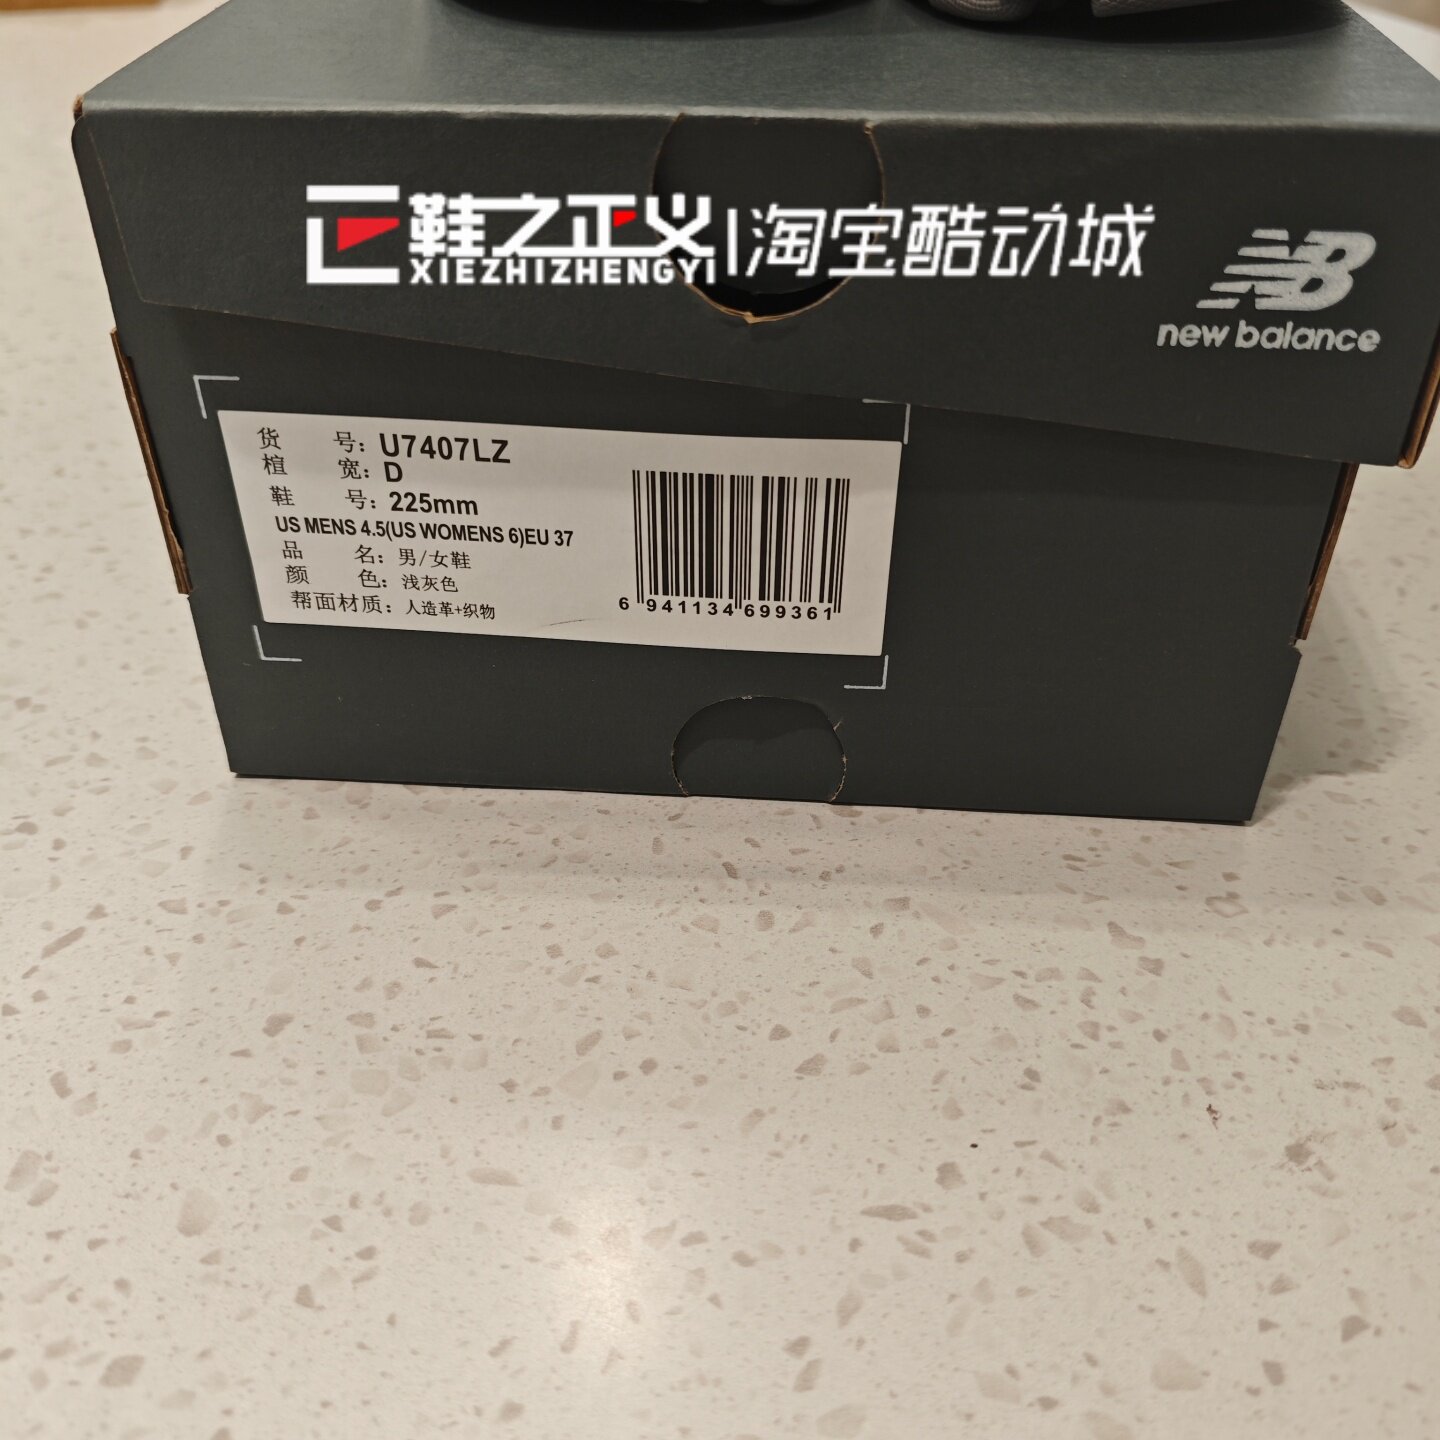 鞋之正义
XIEZHIZHENGYI
淘宝酷动城
new balance
货 号: U7407LZ
楦 宽: D
鞋 号: 225mm
US MENS 4.5(US WOMENS 6)EU 37
品 名: 男/女鞋
颜 色: 浅灰色
帮面材质: 人造革+织物
6 941134 699361